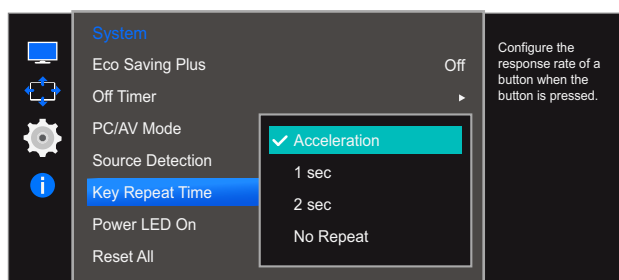 System
Eco Saving Plus Off
Off Timer
PC/AV Mode
Source Detection
Key Repeat Time
Power LED On
Reset All
Acceleration
1 sec
2 sec
No Repeat
Configure the
response rate of a
button when the
button is pressed.